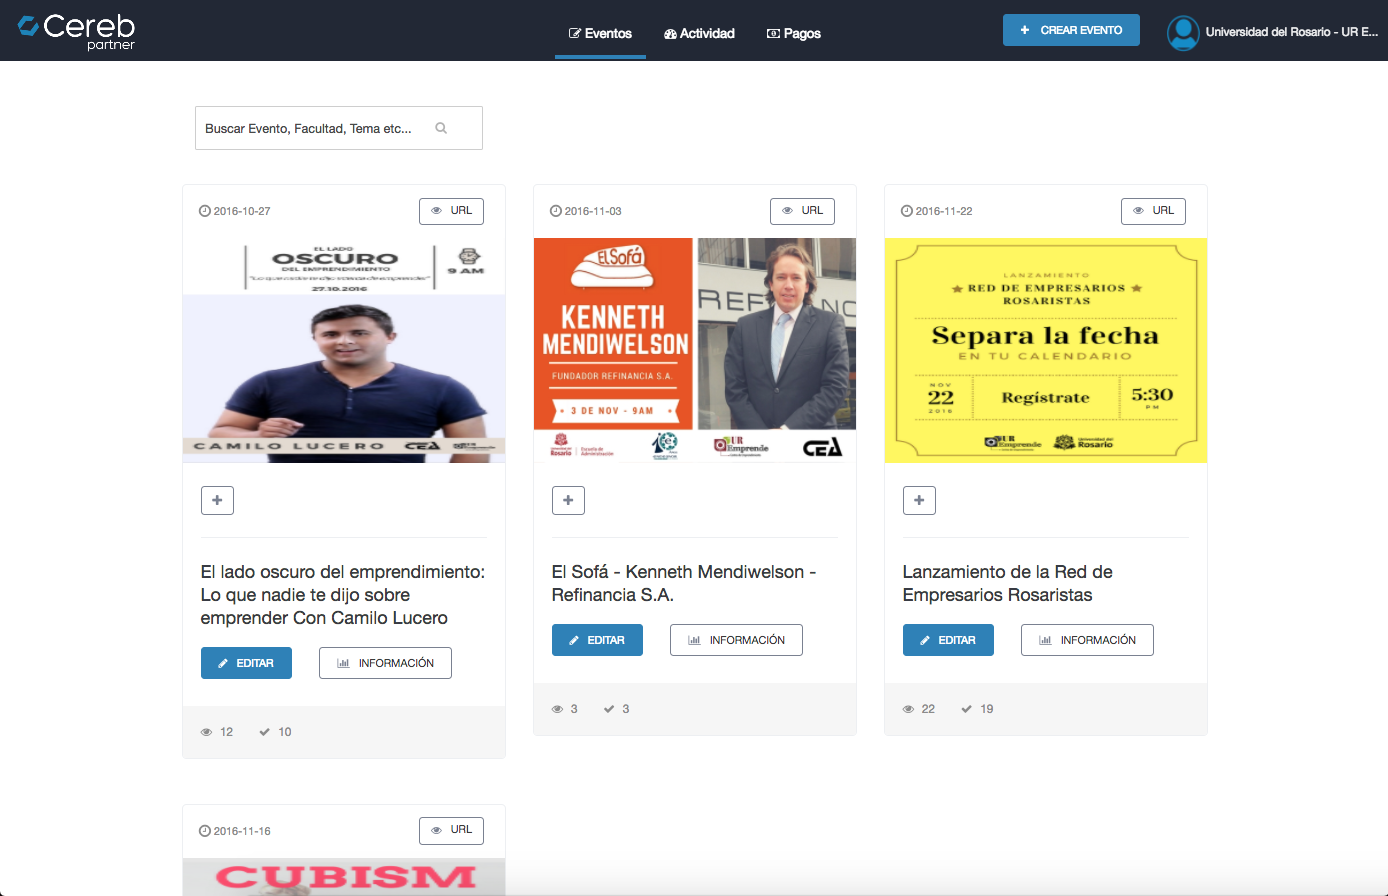 Cereb
partner
Eventos
Actividad
Pagos
CREAR EVENTO
Universidad del Rosario - UR E...
Buscar Evento, Facultad, Tema etc...
2016-10-27
URL
EL LADO
OSCURO
DEL EMPRENDIMIENTO
"Lo que nadie te dijo sobre emprender"
27.10.2016
9 AM
CAMILO LUCERO
CEA
El lado oscuro del emprendimiento:
Lo que nadie te dijo sobre
emprender Con Camilo Lucero
EDITAR
INFORMACIÓN
12
10
2016-11-03
URL
El Sofá
KENNETH
MENDIWELSON
FUNDADOR REFINANCIA S.A.
3 DE NOV - 9AM
REFINANC
Universidad del
Rosario
Escuela de
Administración
UR
Emprende
CEA
El Sofá - Kenneth Mendiwelson -
Refinancia S.A.
EDITAR
INFORMACIÓN
3
3
2016-11-22
URL
LANZAMIENTO
RED DE EMPRESARIOS
ROSARISTAS
Separa la fecha
EN TU CALENDARIO
NOV
22
2016
Regístrate
5:30
PM
UR
Emprende
Universidad del
Rosario
Lanzamiento de la Red de
Empresarios Rosaristas
EDITAR
INFORMACIÓN
22
19
2016-11-16
URL
CUBISM